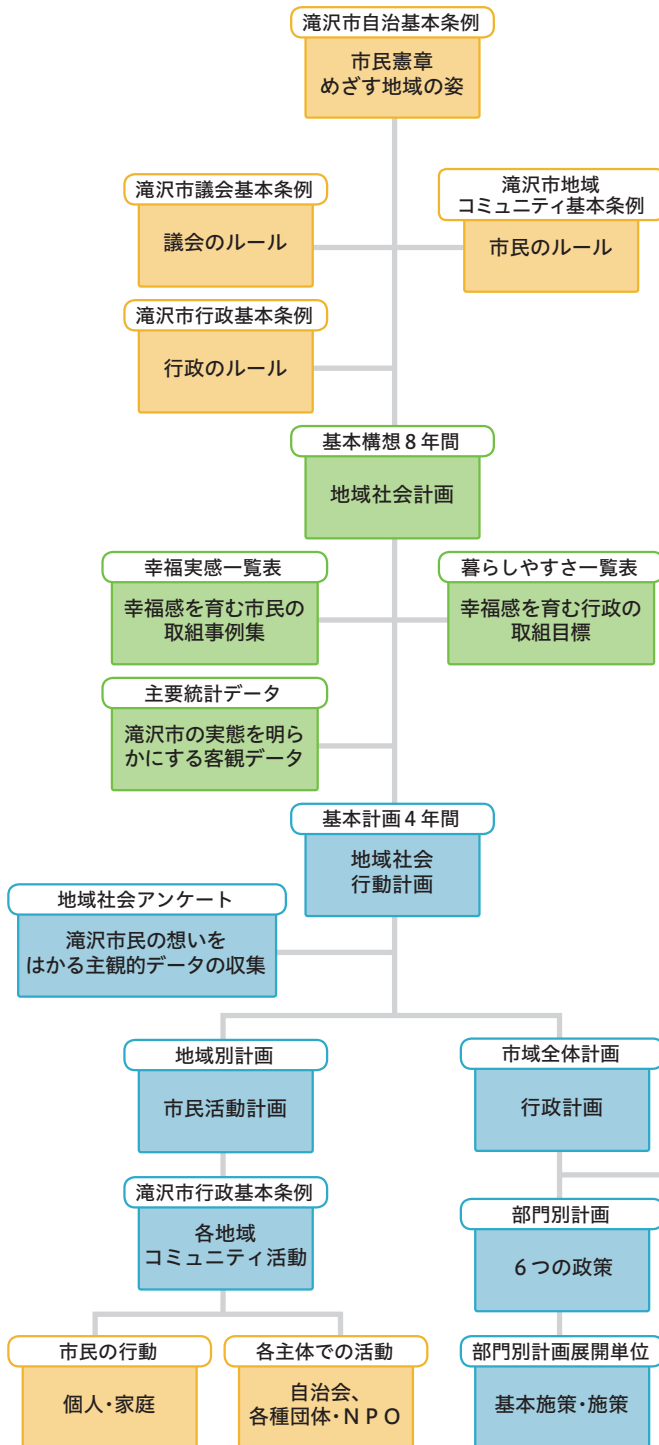 滝沢市自治基本条例
市民憲章
めざす地域の姿
滝沢市議会基本条例
議会のルール
滝沢市地域
コミュニティ基本条例
市民のルール
滝沢市行政基本条例
行政のルール
基本構想8年間
地域社会計画
幸福実感一覧表
幸福感を育む市民の
取組事例集
暮らしやすさ一覧表
幸福感を育む行政の
取組目標
主要統計データ
滝沢市の実態を明ら
かにする客観データ
基本計画4年間
地域社会
行動計画
地域社会アンケート
滝沢市民の想いを
はかる主観的データの収集
地域別計画
市民活動計画
市域全体計画
行政計画
滝沢市行政基本条例
各地域
コミュニティ活動
部門別計画
6つの政策
市民の行動
個人・家庭
各主体での活動
自治会、
各種団体・NPO
部門別計画展開単位
基本施策・施策